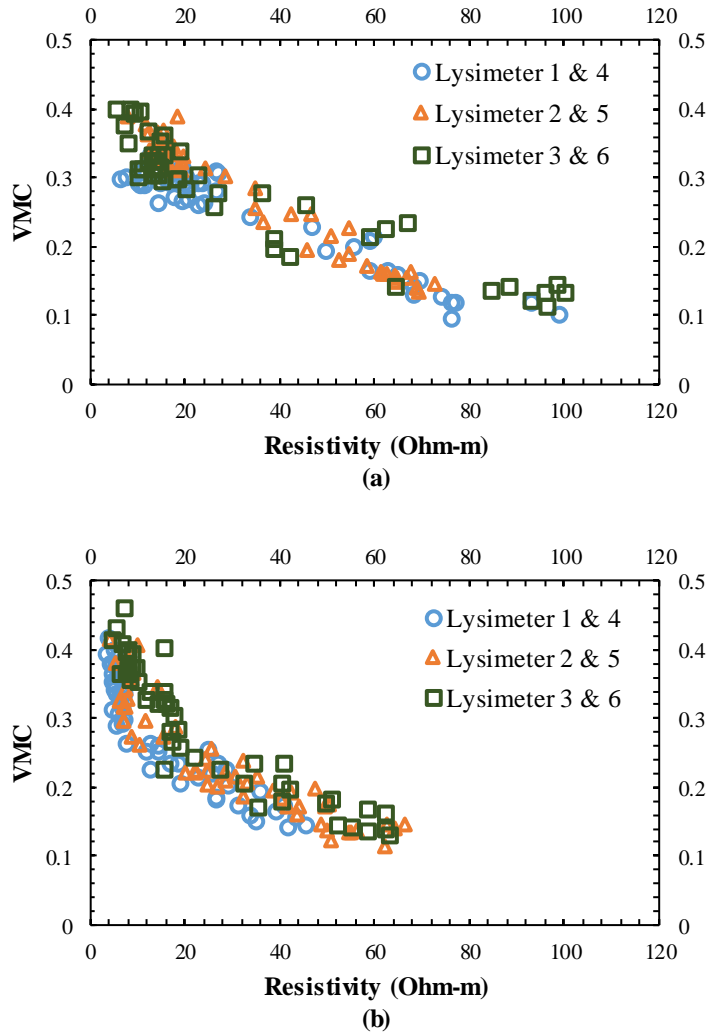 0 20 40 60 80 100 120
0.5 0.5
Lysimeter 1 & 4
0.4 0.4
Lysimeter 2 & 5
Lysimeter 3 & 6
0.3 0.3
VMC
0.2 0.2
0.1 0.1
0 0
0 20 40 60 80 100 120
Resistivity (Ohm-m)
(a)
0 20 40 60 80 100 120
0.5 0.5
Lysimeter 1 & 4
0.4 0.4
Lysimeter 2 & 5
Lysimeter 3 & 6
0.3 0.3
VMC
0.2 0.2
0.1 0.1
0 0
0 20 40 60 80 100 120
Resistivity (Ohm-m)
(b)